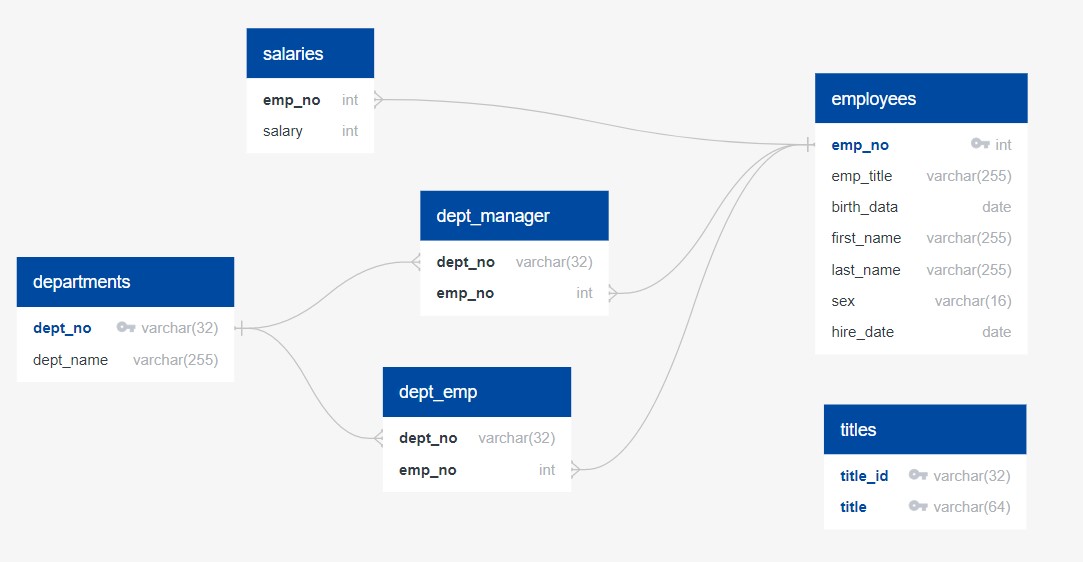 salaries
emp_no int
salary int
employees
emp_no int
emp_title varchar(255)
birth_data date
first_name varchar(255)
last_name varchar(255)
sex varchar(16)
hire_date date
dept_manager
dept_no varchar(32)
emp_no int
departments
dept_no varchar(32)
dept_name varchar(255)
dept_emp
dept_no varchar(32)
emp_no int
titles
title_id varchar(32)
title varchar(64)